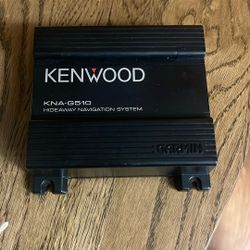 KENWOOD
KNA-G510
HIDEAWAY NAVIGATION SYSTEM
GARMIN